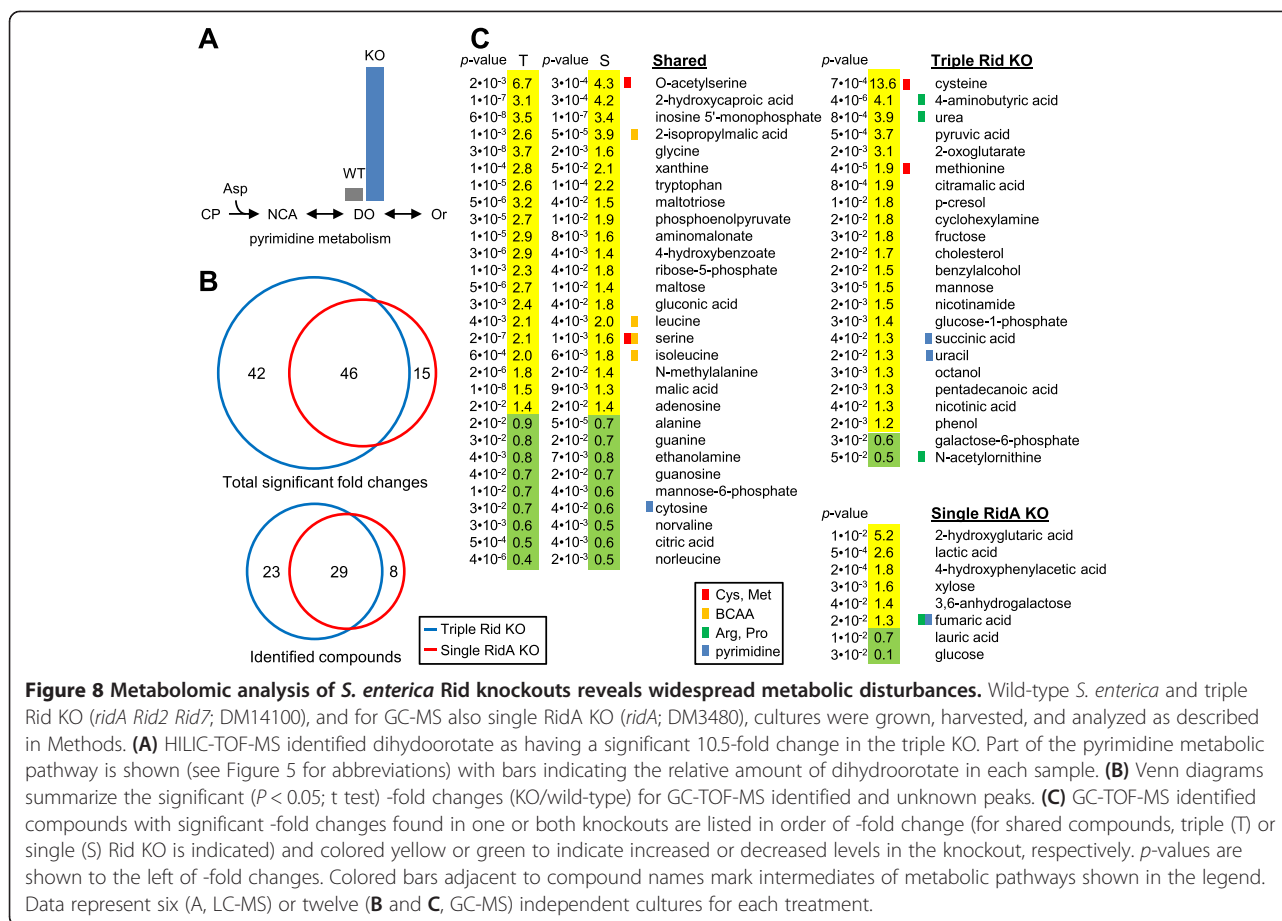 A
KO
WT
Asp
CP NCA DO Or
pyrimidine metabolism
B
42 46 15
Total significant fold changes
23 29 8
Identified compounds
Triple Rid KO
Single RidA KO
C
p-value T p-value S Shared
2•10-3 6.7 3•10-4 4.3 O-acetylserine
1•10-7 3.1 3•10-4 4.2 2-hydroxycaproic acid
6•10-8 3.5 1•10-7 3.4 inosine 5'-monophosphate
1•10-3 2.6 5•10-5 3.9 2-isopropylmalic acid
3•10-8 3.7 2•10-3 1.6 glycine
1•10-4 2.8 5•10-2 2.1 xanthine
1•10-5 2.6 1•10-4 2.2 tryptophan
5•10-6 3.2 4•10-2 1.5 maltotriose
3•10-5 2.7 1•10-2 1.9 phosphoenolpyruvate
1•10-5 2.9 8•10-3 1.6 aminomalonate
3•10-6 2.9 4•10-3 1.4 4-hydroxybenzoate
1•10-3 2.3 4•10-2 1.8 ribose-5-phosphate
5•10-6 2.7 1•10-2 1.4 maltose
3•10-3 2.4 4•10-2 1.8 gluconic acid
4•10-3 2.1 4•10-3 2.0 leucine
2•10-7 2.1 1•10-3 1.6 serine
6•10-4 2.0 6•10-3 1.8 isoleucine
2•10-6 1.8 2•10-2 1.4 N-methylalanine
1•10-8 1.5 9•10-3 1.3 malic acid
2•10-2 1.4 2•10-2 1.4 adenosine
2•10-2 0.9 5•10-5 0.7 alanine
3•10-2 0.8 2•10-2 0.7 guanine
4•10-3 0.8 7•10-3 0.8 ethanolamine
4•10-2 0.7 2•10-2 0.7 guanosine
1•10-2 0.7 4•10-3 0.6 mannose-6-phosphate
3•10-2 0.7 2•10-2 0.6 cytosine
3•10-3 0.6 4•10-3 0.5 norvaline
5•10-4 0.5 4•10-3 0.6 citric acid
4•10-6 0.4 2•10-3 0.5 norleucine
Cys, Met
BCAA
Arg, Pro
pyrimidine
p-value Triple Rid KO
7•10-4 13.6 cysteine
4•10-6 4.1 4-aminobutyric acid
8•10-4 3.9 urea
5•10-4 3.7 pyruvic acid
2•10-3 3.1 2-oxoglutarate
4•10-5 1.9 methionine
8•10-4 1.9 citramalic acid
1•10-2 1.8 p-cresol
2•10-2 1.8 cyclohexylamine
3•10-2 1.8 fructose
2•10-2 1.7 cholesterol
2•10-2 1.5 benzylalcohol
3•10-5 1.5 mannose
2•10-3 1.5 nicotinamide
3•10-3 1.4 glucose-1-phosphate
4•10-2 1.3 succinic acid
2•10-2 1.3 uracil
3•10-3 1.3 octanol
2•10-3 1.3 pentadecanoic acid
4•10-2 1.3 nicotinic acid
2•10-3 1.2 phenol
3•10-2 0.6 galactose-6-phosphate
5•10-2 0.5 N-acetylornithine
p-value Single RidA KO
1•10-2 5.2 2-hydroxyglutaric acid
5•10-4 2.6 lactic acid
2•10-4 1.8 4-hydroxyphenylacetic acid
3•10-3 1.6 xylose
4•10-2 1.4 3,6-anhydrogalactose
2•10-2 1.3 fumaric acid
1•10-2 0.7 lauric acid
3•10-2 0.1 glucose
Figure 8 Metabolomic analysis of S. enterica Rid knockouts reveals widespread metabolic disturbances. Wild-type S. enterica and triple
Rid KO (ridA Rid2 Rid7; DM14100), and for GC-MS also single RidA KO (ridA; DM3480), cultures were grown, harvested, and analyzed as described
in Methods. (A) HILIC-TOF-MS identified dihydoorotate as having a significant 10.5-fold change in the triple KO. Part of the pyrimidine metabolic
pathway is shown (see Figure 5 for abbreviations) with bars indicating the relative amount of dihydroorotate in each sample. (B) Venn diagrams
summarize the significant (P < 0.05; t test) -fold changes (KO/wild-type) for GC-TOF-MS identified and unknown peaks. (C) GC-TOF-MS identified
compounds with significant -fold changes found in one or both knockouts are listed in order of -fold change (for shared compounds, triple (T) or
single (S) Rid KO is indicated) and colored yellow or green to indicate increased or decreased levels in the knockout, respectively. p-values are
shown to the left of -fold changes. Colored bars adjacent to compound names mark intermediates of metabolic pathways shown in the legend.
Data represent six (A, LC-MS) or twelve (B and C, GC-MS) independent cultures for each treatment.